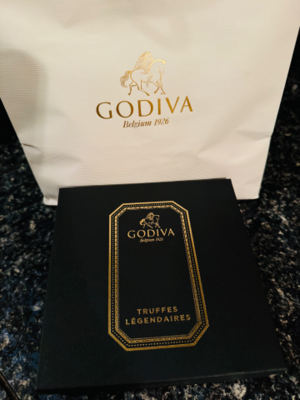 GODIVA
Belgium 1926
GODIVA
Belgium 1926
TRUFFES
LÉGENDAIRES